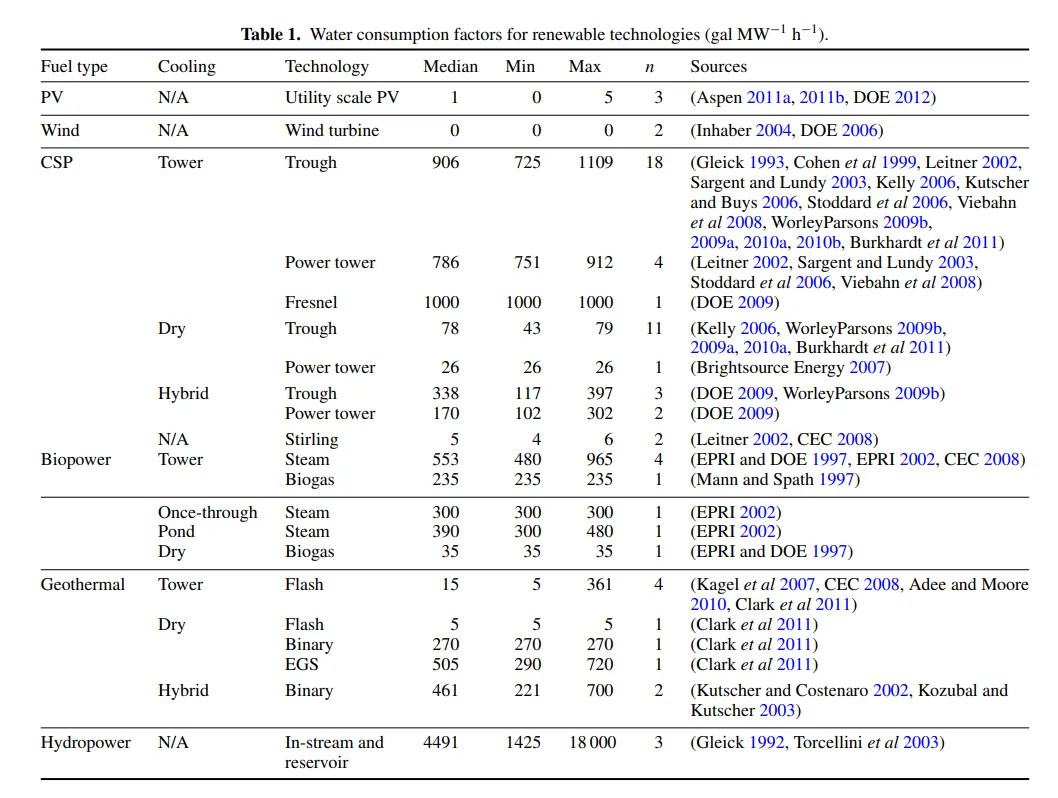 Table 1. Water consumption factors for renewable technologies (gal MW−1 h−1).
Fuel type Cooling Technology Median Min Max n Sources
PV N/A Utility scale PV 1 0 5 3 (Aspen 2011a, 2011b, DOE 2012)
Wind N/A Wind turbine 0 0 0 2 (Inhaber 2004, DOE 2006)
CSP Tower Trough 906 725 1109 18 (Gleick 1993, Cohen et al 1999, Leitner 2002,
Sargent and Lundy 2003, Kelly 2006, Kutscher
and Buys 2006, Stoddard et al 2006, Viebahn
et al 2008, WorleyParsons 2009b,
2009a, 2010a, 2010b, Burkhardt et al 2011)
Power tower 786 751 912 4 (Leitner 2002, Sargent and Lundy 2003,
Stoddard et al 2006, Viebahn et al 2008)
Fresnel 1000 1000 1000 1 (DOE 2009)
Dry Trough 78 43 79 11 (Kelly 2006, WorleyParsons 2009b,
2009a, 2010a, Burkhardt et al 2011)
Power tower 26 26 26 1 (Brightsource Energy 2007)
Hybrid Trough 338 117 397 3 (DOE 2009, WorleyParsons 2009b)
Power tower 170 102 302 2 (DOE 2009)
N/A Stirling 5 4 6 2 (Leitner 2002, CEC 2008)
Biopower Tower Steam 553 480 965 4 (EPRI and DOE 1997, EPRI 2002, CEC 2008)
Biogas 235 235 235 1 (Mann and Spath 1997)
Once-through Steam 300 300 300 1 (EPRI 2002)
Pond Steam 390 300 480 1 (EPRI 2002)
Dry Biogas 35 35 35 1 (EPRI and DOE 1997)
Geothermal Tower Flash 15 5 361 4 (Kagel et al 2007, CEC 2008, Adee and Moore
2010, Clark et al 2011)
Dry Flash 5 5 5 1 (Clark et al 2011)
Binary 270 270 270 1 (Clark et al 2011)
EGS 505 290 720 1 (Clark et al 2011)
Hybrid Binary 461 221 700 2 (Kutscher and Costenaro 2002, Kozubal and
Kutscher 2003)
Hydropower N/A In-stream and 4491 1425 18 000 3 (Gleick 1992, Torcellini et al 2003)
reservoir